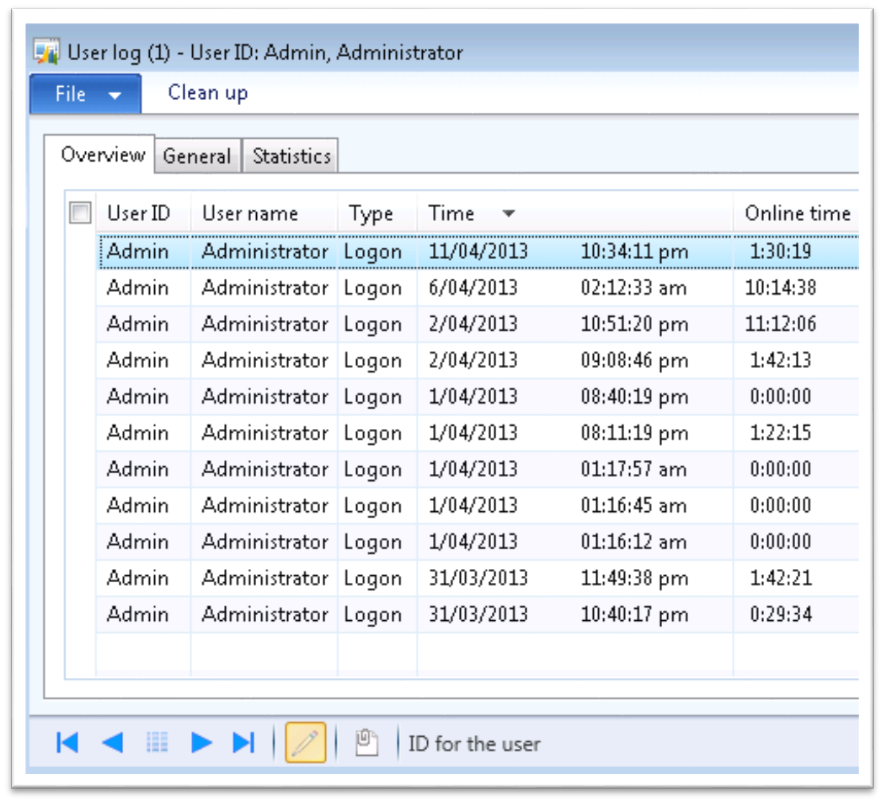 User log (1) - User ID: Admin, Administrator
File Clean up
Overview General Statistics
User ID User name Type Time Online time
Admin Administrator Logon 11/04/2013 10:34:11 pm 1:30:19
Admin Administrator Logon 6/04/2013 02:12:33 am 10:14:38
Admin Administrator Logon 2/04/2013 10:51:20 pm 11:12:06
Admin Administrator Logon 2/04/2013 09:08:46 pm 1:42:13
Admin Administrator Logon 1/04/2013 08:40:19 pm 0:00:00
Admin Administrator Logon 1/04/2013 08:11:19 pm 1:22:15
Admin Administrator Logon 1/04/2013 01:17:57 am 0:00:00
Admin Administrator Logon 1/04/2013 01:16:45 am 0:00:00
Admin Administrator Logon 1/04/2013 01:16:12 am 0:00:00
Admin Administrator Logon 31/03/2013 11:49:38 pm 1:42:21
Admin Administrator Logon 31/03/2013 10:40:17 pm 0:29:34
ID for the user